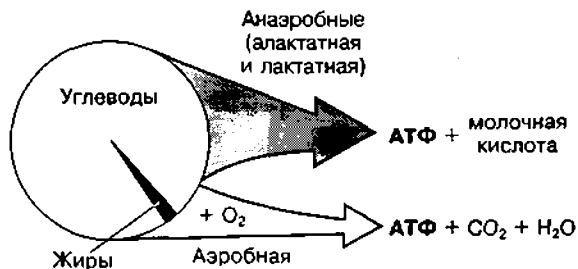 Анаэробные
(алактатная
и лактатная)
Углеводы
АТФ + молочная
кислота
+ O₂
АТФ + CO₂ + H₂O
Жиры
Аэробная